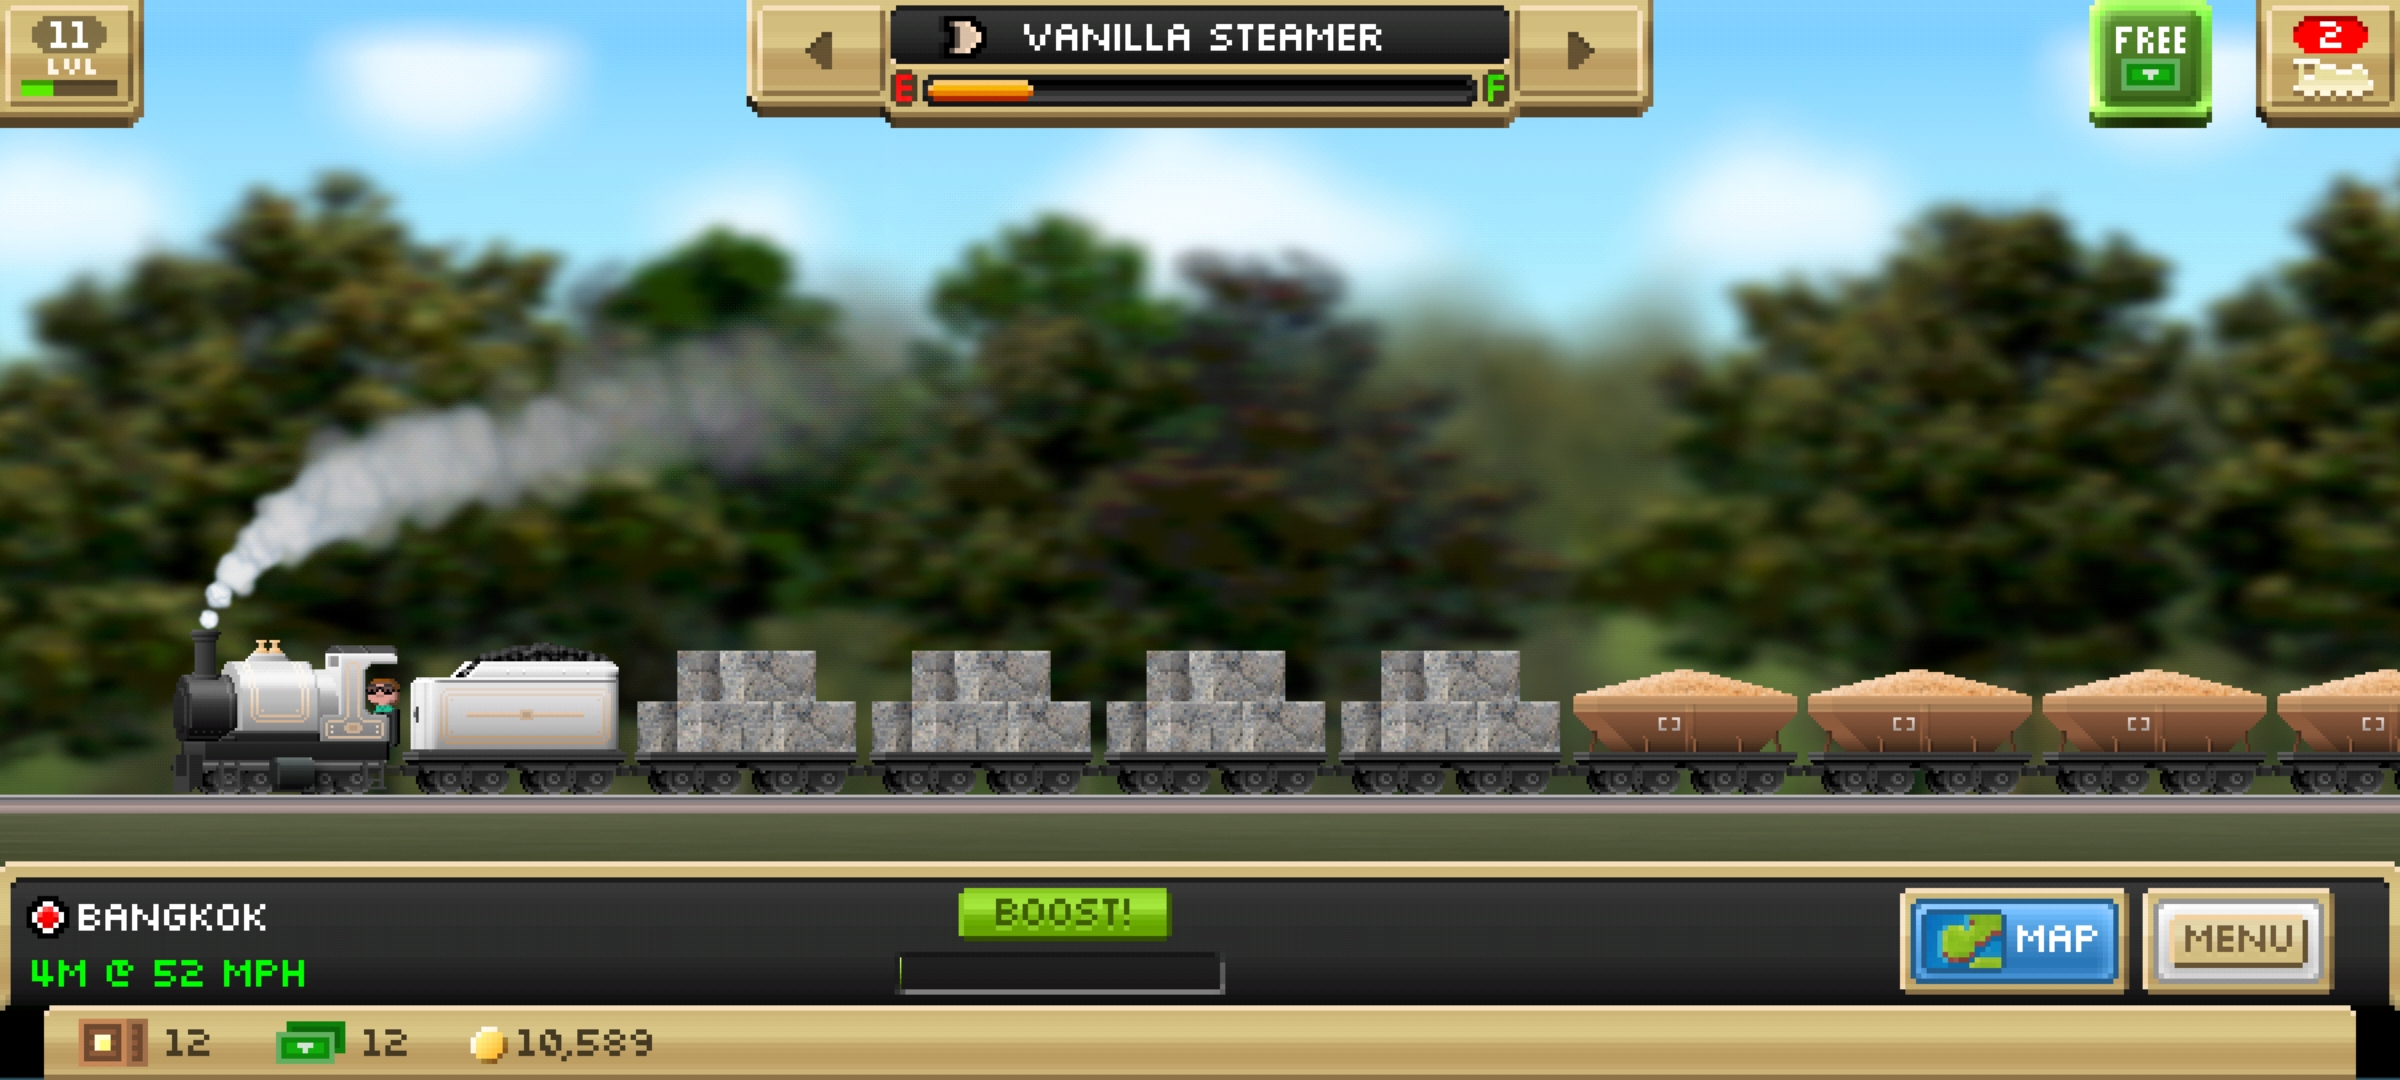 11
LVL
VANILLA STEAMER
E F
FREE
2
BANGKOK
4M @ 52 MPH
BOOST!
MAP
MENU
12
12
10,589